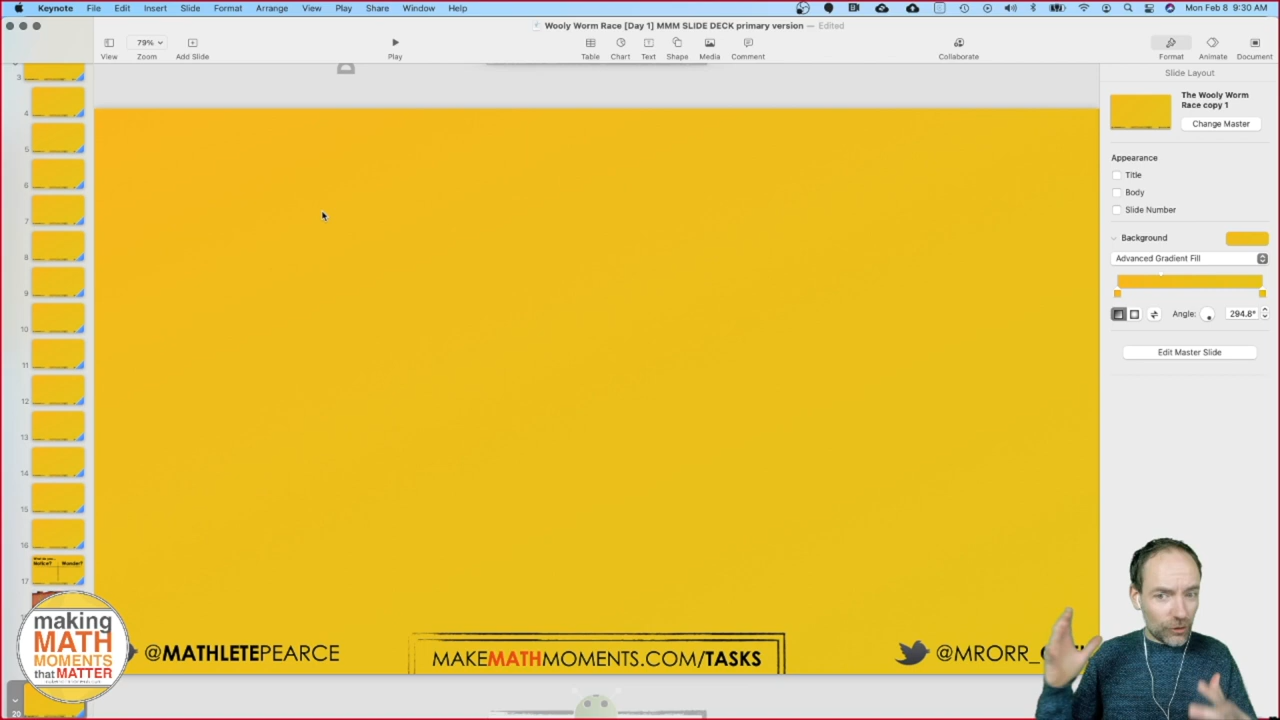 Keynote File Edit Insert Slide Format Arrange View Play Share Window Help Mon Feb 8 9:30 AM
Wooly Worm Race [Day 1] MMM SLIDE DECK primary version — Edited
79%
View Zoom Add Slide Play Table Chart Text Shape Media Comment Collaborate Format Animate Document
Slide Layout
The Wooly Worm
Race copy 1
Change Master
Appearance
Title
Body
Slide Number
Background
Advanced Gradient Fill
Angle: 294.8°
Edit Master Slide
3
4
5
6
7
8
9
10
11
12
13
14
15
16
Notice? Wonder?
17
20
making
MATH
MOMENTS
that MATTER
@MATHLETEPEARCE
MAKEMATHMOMENTS.COM/TASKS
@MRORR_